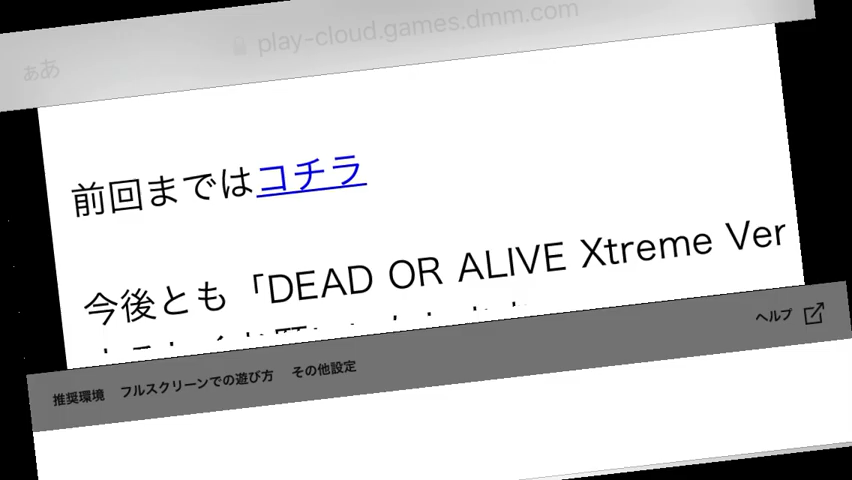 ぁあ play-cloud.games.dmm.com
前回まではコチラ
今後とも「DEAD OR ALIVE Xtreme Ver
推奨環境 フルスクリーンでの遊び方 その他設定 ヘルプ